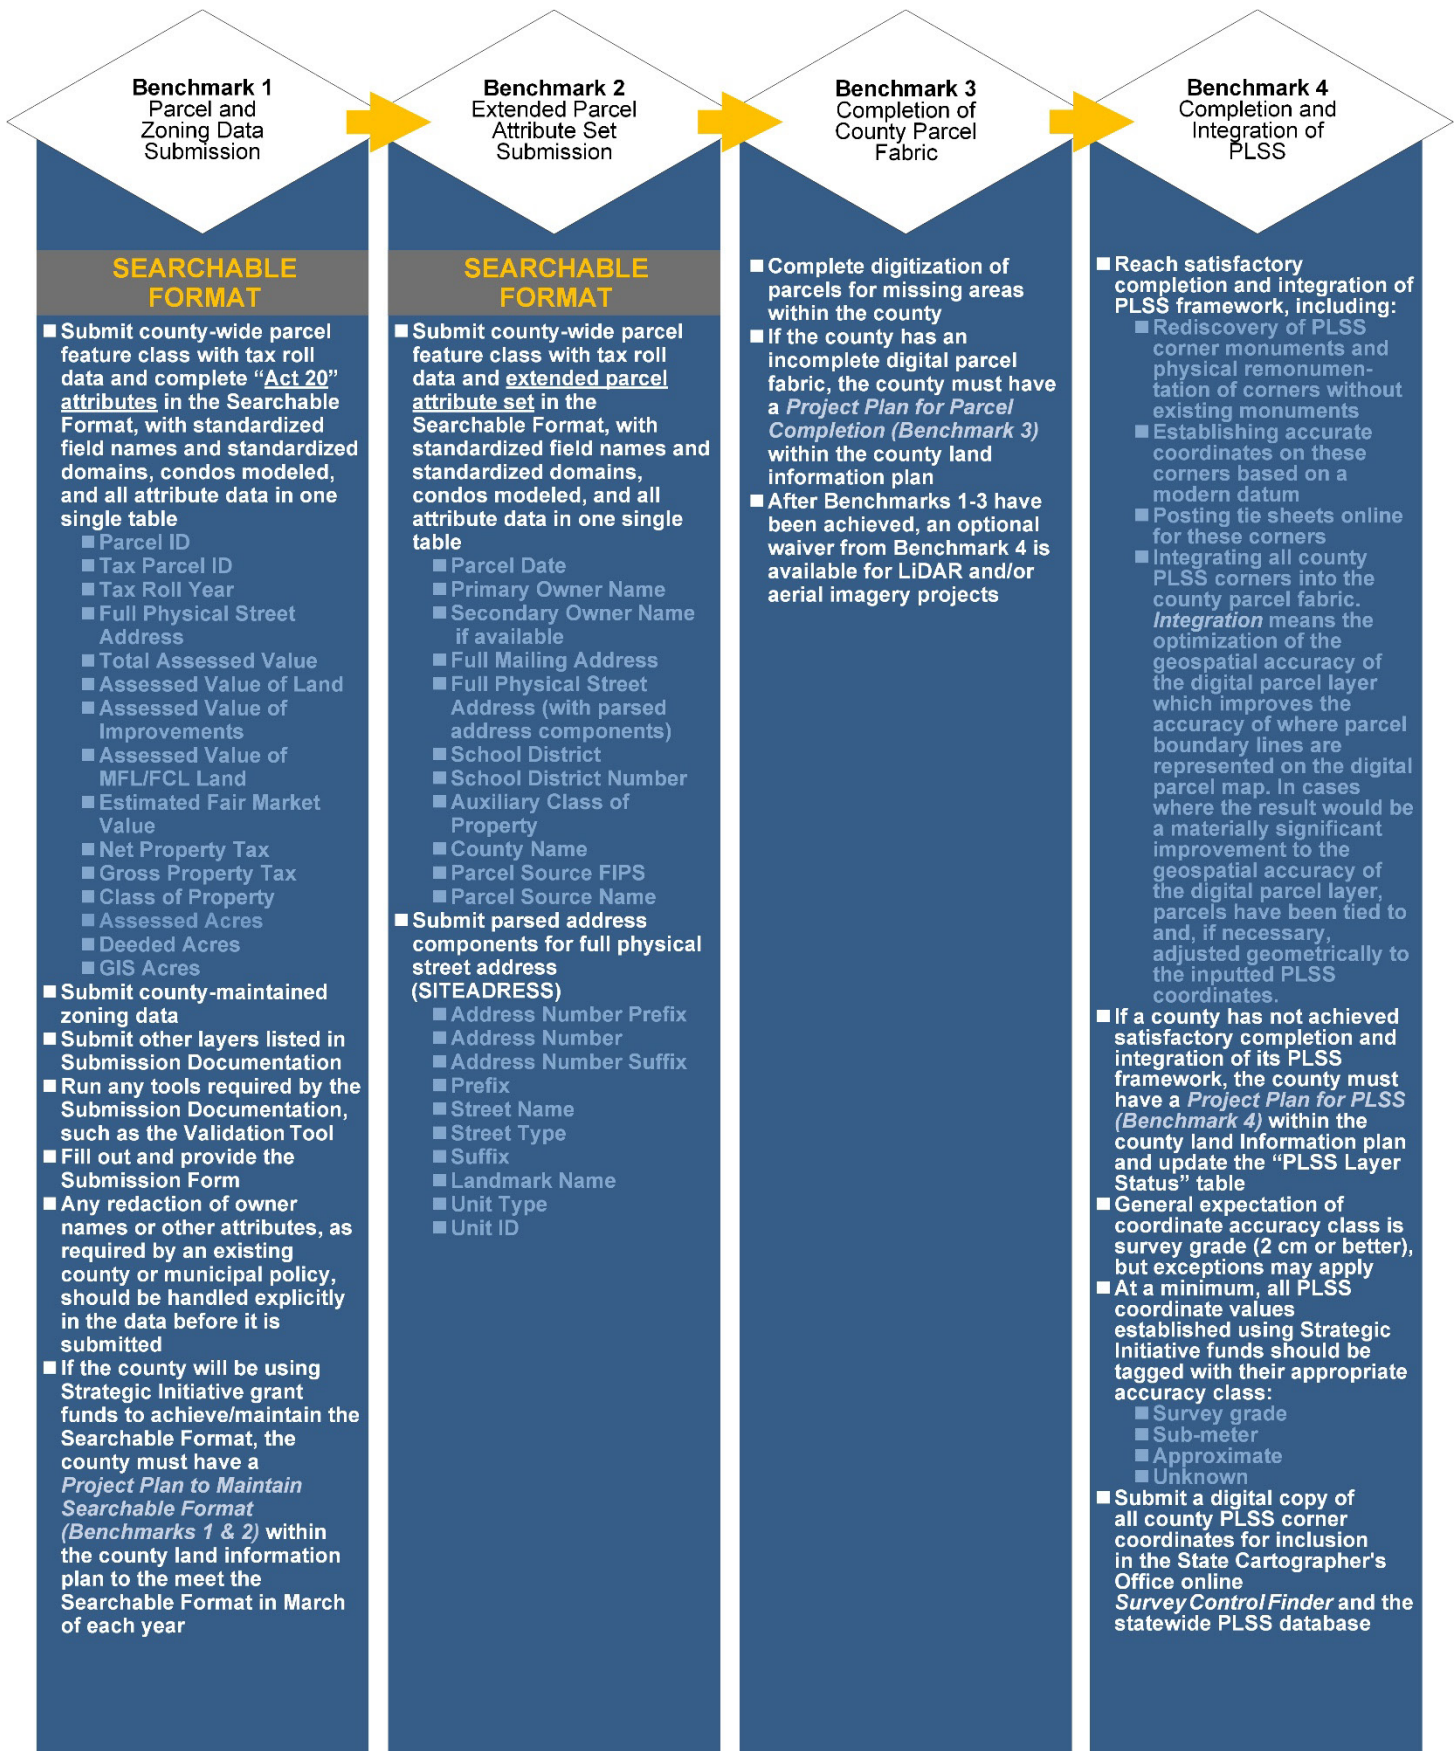 Benchmark 1
Parcel and
Zoning Data
Submission
SEARCHABLE
FORMAT
■ Submit county-wide parcel
feature class with tax roll
data and complete “Act 20”
attributes in the Searchable
Format, with standardized
field names and standardized
domains, condos modeled,
and all attribute data in one
single table
■ Parcel ID
■ Tax Parcel ID
■ Tax Roll Year
■ Full Physical Street
Address
■ Total Assessed Value
■ Assessed Value of Land
■ Assessed Value of
Improvements
■ Assessed Value of
MFL/FCL Land
■ Estimated Fair Market
Value
■ Net Property Tax
■ Gross Property Tax
■ Class of Property
■ Assessed Acres
■ Deeded Acres
■ GIS Acres
■ Submit county-maintained
zoning data
■ Submit other layers listed in
Submission Documentation
■ Run any tools required by the
Submission Documentation,
such as the Validation Tool
■ Fill out and provide the
Submission Form
■ Any redaction of owner
names or other attributes, as
required by an existing
county or municipal policy,
should be handled explicitly
in the data before it is
submitted
■ If the county will be using
Strategic Initiative grant
funds to achieve/maintain the
Searchable Format, the
county must have a
Project Plan to Maintain
Searchable Format
(Benchmarks 1 & 2) within
the county land information
plan to the meet the
Searchable Format in March
of each year
Benchmark 2
Extended Parcel
Attribute Set
Submission
SEARCHABLE
FORMAT
■ Submit county-wide parcel
feature class with tax roll
data and extended parcel
attribute set in the
Searchable Format, with
standardized field names and
standardized domains,
condos modeled, and all
attribute data in one single
table
■ Parcel Date
■ Primary Owner Name
■ Secondary Owner Name
if available
■ Full Mailing Address
■ Full Physical Street
Address (with parsed
address components)
■ School District
■ School District Number
■ Auxiliary Class of
Property
■ County Name
■ Parcel Source FIPS
■ Parcel Source Name
■ Submit parsed address
components for full physical
street address
(SITEADRESS)
■ Address Number Prefix
■ Address Number
■ Address Number Suffix
■ Prefix
■ Street Name
■ Street Type
■ Suffix
■ Landmark Name
■ Unit Type
■ Unit ID
Benchmark 3
Completion of
County Parcel
Fabric
■ Complete digitization of
parcels for missing areas
within the county
■ If the county has an
incomplete digital parcel
fabric, the county must have
a Project Plan for Parcel
Completion (Benchmark 3)
within the county land
information plan
■ After Benchmarks 1-3 have
been achieved, an optional
waiver from Benchmark 4 is
available for LiDAR and/or
aerial imagery projects
Benchmark 4
Completion and
Integration of
PLSS
■ Reach satisfactory
completion and integration of
PLSS framework, including:
■ Rediscovery of PLSS
corner monuments and
physical remonumen-
tation of corners without
existing monuments
■ Establishing accurate
coordinates on these
corners based on a
modern datum
■ Posting tie sheets online
for these corners
■ Integrating all county
PLSS corners into the
county parcel fabric.
Integration means the
optimization of the
geospatial accuracy of
the digital parcel layer
which improves the
accuracy of where parcel
boundary lines are
represented on the digital
parcel map. In cases
where the result would be
a materially significant
improvement to the
geospatial accuracy of
the digital parcel layer,
parcels have been tied to
and, if necessary,
adjusted geometrically to
the inputted PLSS
coordinates.
■ If a county has not achieved
satisfactory completion and
integration of its PLSS
framework, the county must
have a Project Plan for PLSS
(Benchmark 4) within the
county land Information plan
and update the “PLSS Layer
Status” table
■ General expectation of
coordinate accuracy class is
survey grade (2 cm or better),
but exceptions may apply
■ At a minimum, all PLSS
coordinate values
established using Strategic
Initiative funds should be
tagged with their appropriate
accuracy class:
■ Survey grade
■ Sub-meter
■ Approximate
■ Unknown
■ Submit a digital copy of
all county PLSS corner
coordinates for inclusion
in the State Cartographer's
Office online
Survey Control Finder and the
statewide PLSS database